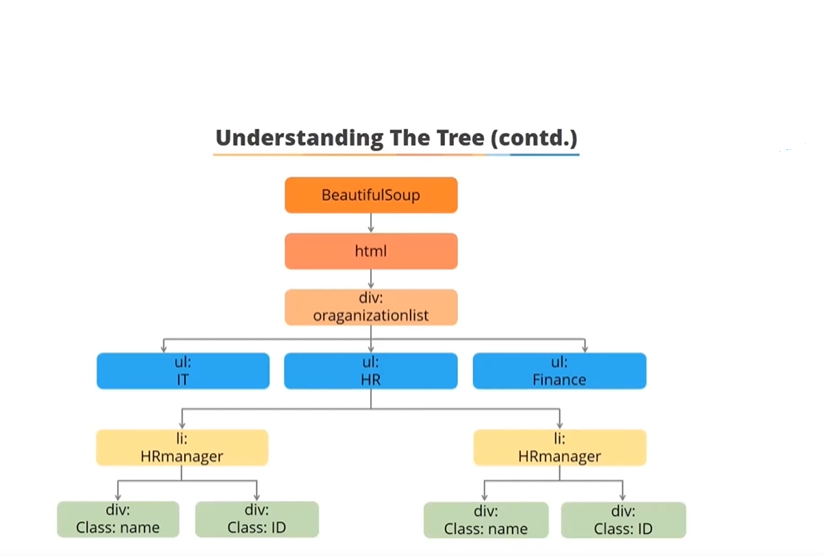 Understanding The Tree (contd.)
BeautifulSoup
html
div:
oraganizationlist
ul:
IT
ul:
HR
ul:
Finance
li:
HRmanager
li:
HRmanager
div:
Class: name
div:
Class: ID
div:
Class: name
div:
Class: ID